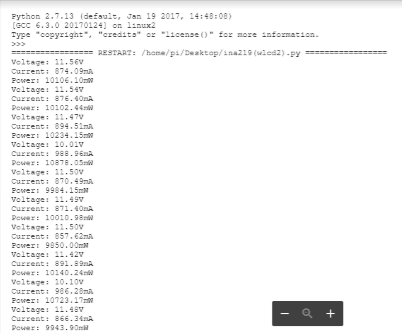 Python 2.7.13 (default, Jan 19 2017, 14:48:08)
[GCC 6.3.0 20170124] on linux2
Type "copyright", "credits" or "license()" for more information.
>>>
================= RESTART: /home/pi/Desktop/ina219(wlcd2).py =================
Voltage: 11.56V
Current: 874.09mA
Power: 10106.10mW
Voltage: 11.54V
Current: 876.40mA
Power: 10102.44mW
Voltage: 11.47V
Current: 894.51mA
Power: 10234.15mW
Voltage: 10.01V
Current: 988.96mA
Power: 10878.05mW
Voltage: 11.50V
Current: 870.49mA
Power: 9984.15mW
Voltage: 11.49V
Current: 871.40mA
Power: 10010.98mW
Voltage: 11.50V
Current: 857.62mA
Power: 9850.00mW
Voltage: 11.42V
Current: 891.89mA
Power: 10140.24mW
Voltage: 10.10V
Current: 986.28mA
Power: 10723.17mW
Voltage: 11.48V
Current: 866.34mA
Power: 9943.90mW